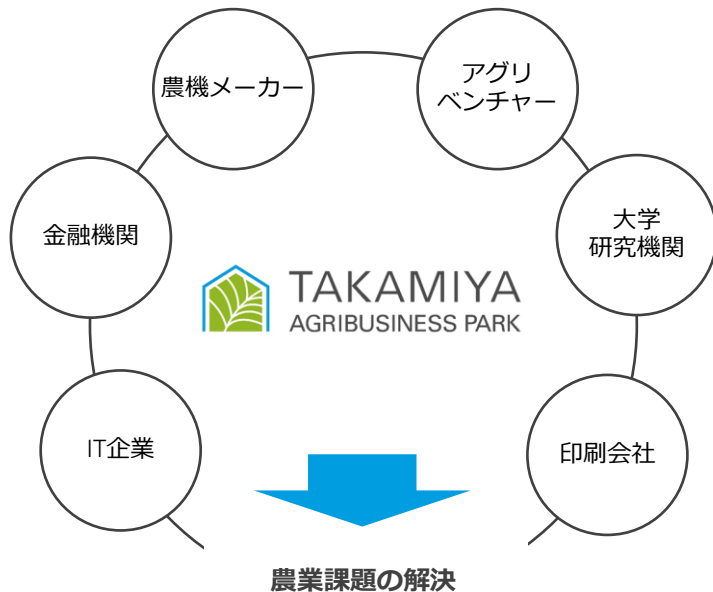 農機メーカー
アグリ
ベンチャー
金融機関
大学
研究機関
TAKAMIYA
AGRIBUSINESS PARK
IT企業
印刷会社
農業課題の解決